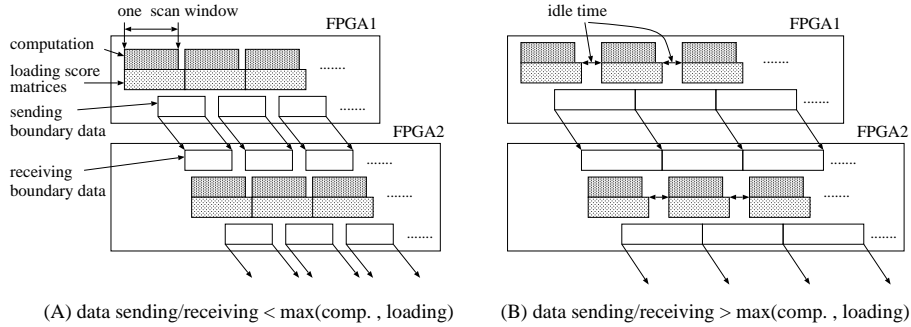 one scan window
FPGA1
computation
loading score
matrices
.......
sending
boundary data
.......
FPGA2
receiving
boundary data
.......
.......
.......
(A) data sending/receiving < max(comp. , loading)
idle time
FPGA1
.......
.......
FPGA2
.......
.......
.......
(B) data sending/receiving > max(comp. , loading)